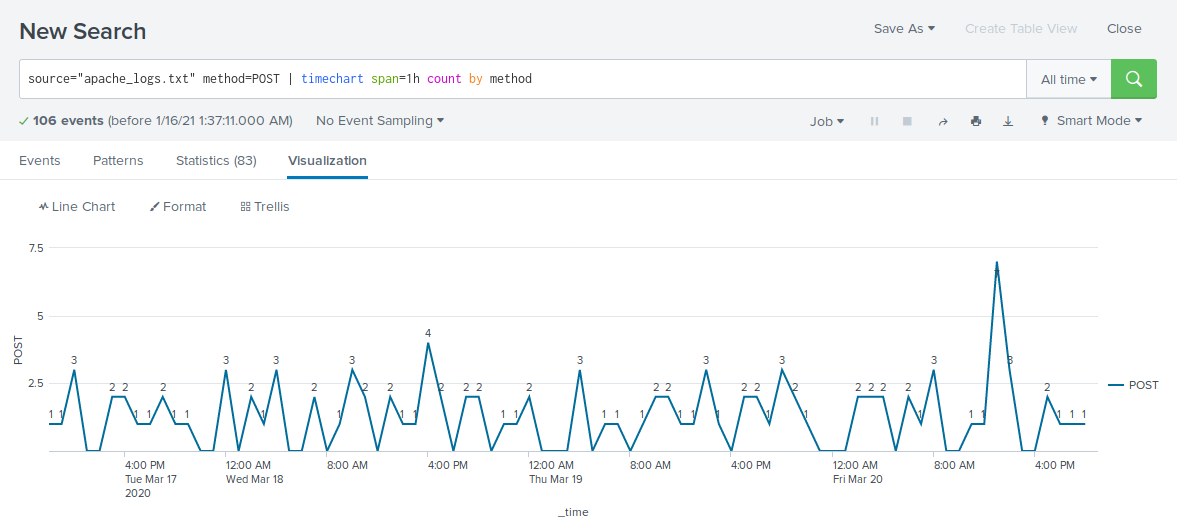 New Search
Save As ▾ Create Table View Close
source="apache_logs.txt" method=POST | timechart span=1h count by method
All time ▾
✓ 106 events (before 1/16/21 1:37:11.000 AM) No Event Sampling ▾
Job ▾ Smart Mode ▾
Events Patterns Statistics (83) Visualization
Line Chart Format Trellis
7.5
5
2.5
POST
1 1 3 2 2 1 1 2 1 1 3 2 1 3 2 1 3 2 2 1 1 4 2 2 2 1 1 2 3 1 1 1 2 2 1 1 3 1 2 2 1 3 2 1 2 2 2 2 1 3 1 1 7 3 2 1 1 1
POST
4:00 PM 12:00 AM 8:00 AM 4:00 PM 12:00 AM 8:00 AM 4:00 PM 12:00 AM 8:00 AM 4:00 PM
Tue Mar 17 Wed Mar 18 Thu Mar 19 Fri Mar 20
2020
_time